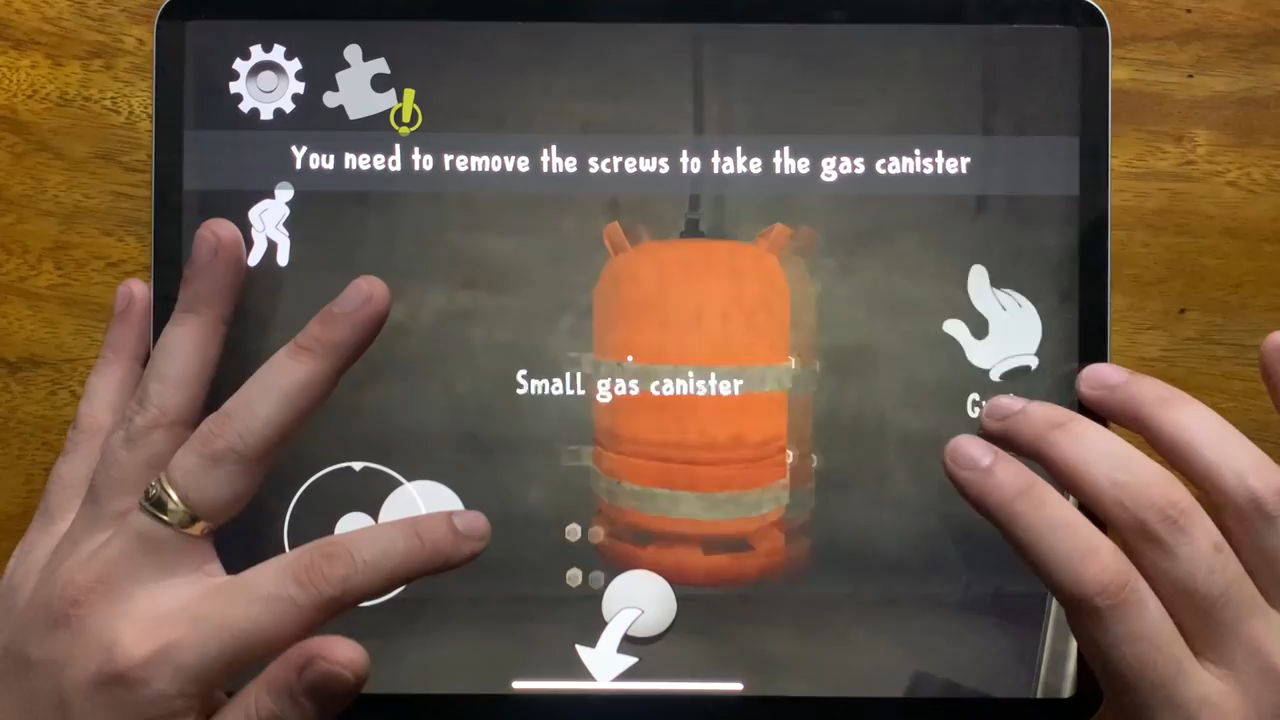 You need to remove the screws to take the gas canister
Small gas canister